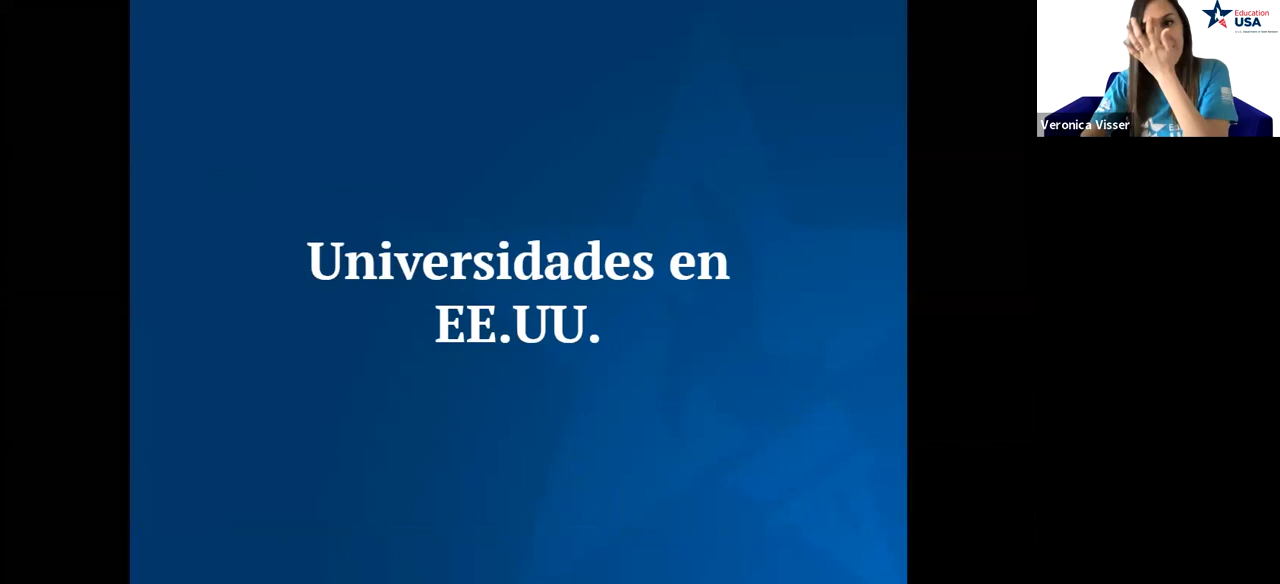 Universidades en
EE.UU.
Education
USA
Veronica Visser